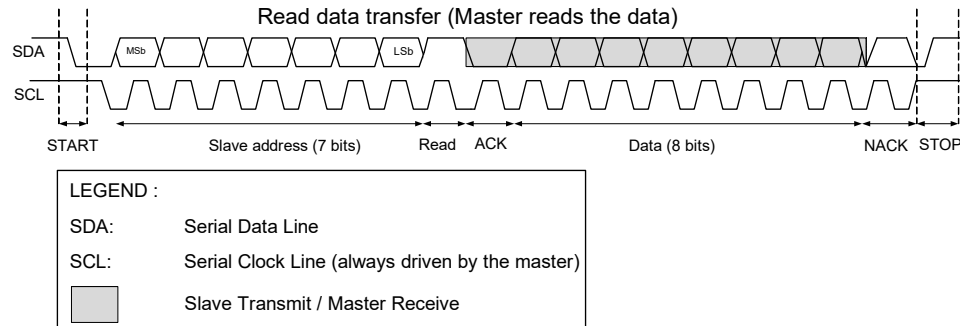 Read data transfer (Master reads the data)
SDA MSb LSb
SCL
START Slave address (7 bits) Read ACK Data (8 bits) NACK STOP
LEGEND :
SDA: Serial Data Line
SCL: Serial Clock Line (always driven by the master)
Slave Transmit / Master Receive